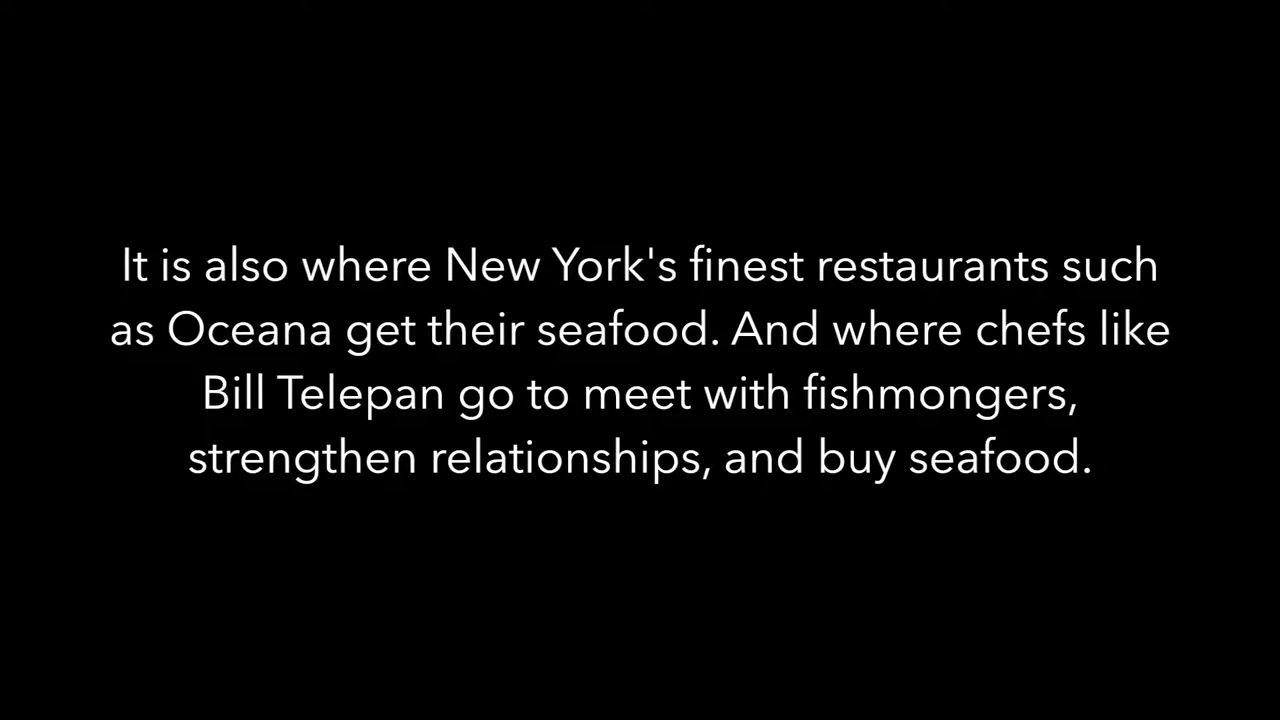 It is also where New York's finest restaurants such
as Oceana get their seafood. And where chefs like
Bill Telepan go to meet with fishmongers,
strengthen relationships, and buy seafood.